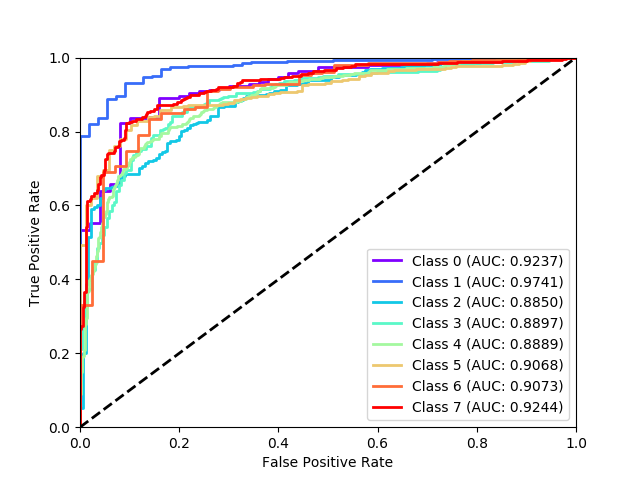 1.0
0.8
0.6
0.4
0.2
0.0
True Positive Rate
Class 0 (AUC: 0.9237)
Class 1 (AUC: 0.9741)
Class 2 (AUC: 0.8850)
Class 3 (AUC: 0.8897)
Class 4 (AUC: 0.8889)
Class 5 (AUC: 0.9068)
Class 6 (AUC: 0.9073)
Class 7 (AUC: 0.9244)
0.0 0.2 0.4 0.6 0.8 1.0
False Positive Rate